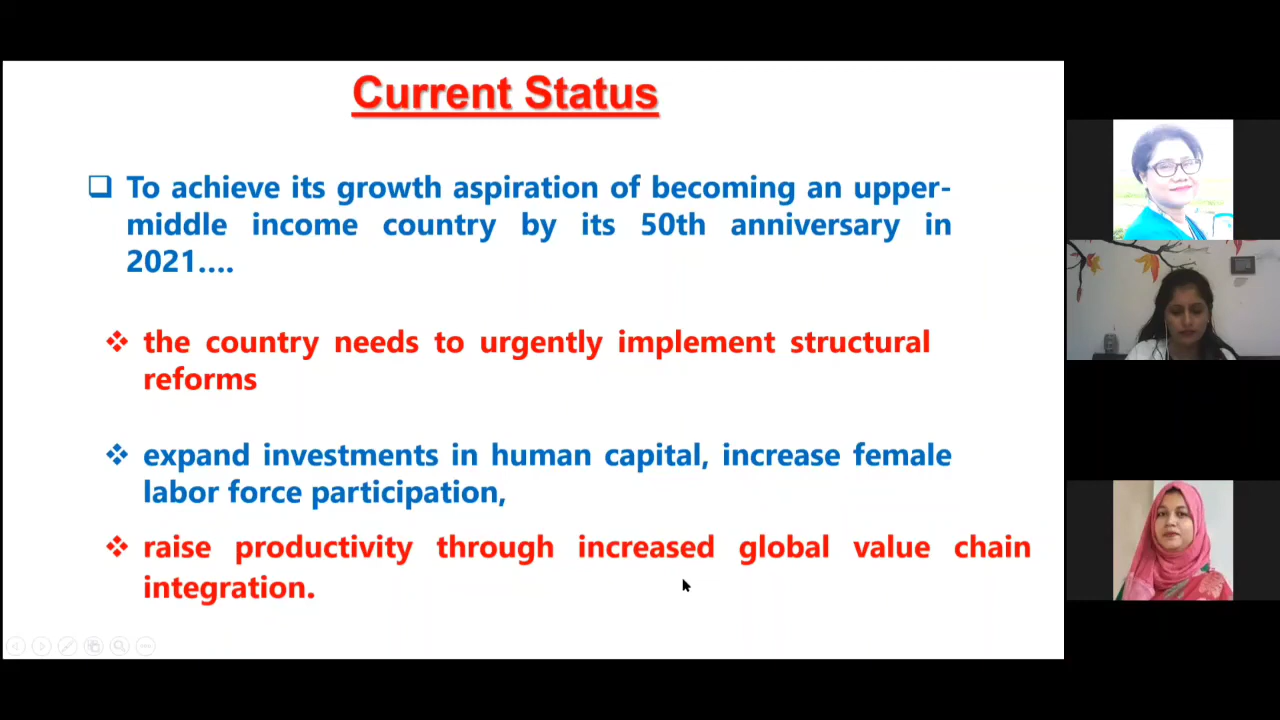 Current Status
❑ To achieve its growth aspiration of becoming an upper-
middle income country by its 50th anniversary in
2021....
❖ the country needs to urgently implement structural
reforms
❖ expand investments in human capital, increase female
labor force participation,
❖ raise productivity through increased global value chain
integration.